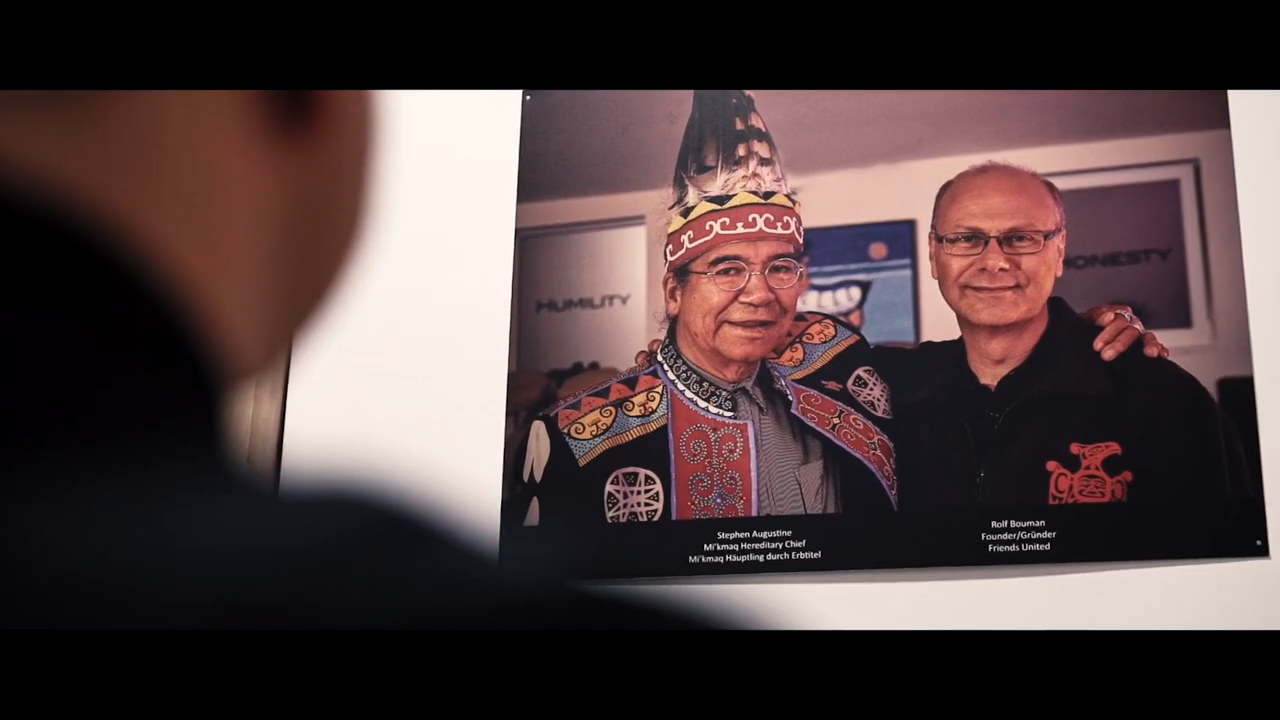 HUMILITY
HONESTY
Stephen Augustine
Mi'kmaq Hereditary Chief
Mi'kmaq Häuptling durch Erbtitel
Rolf Bouman
Founder/Gründer
Friends United